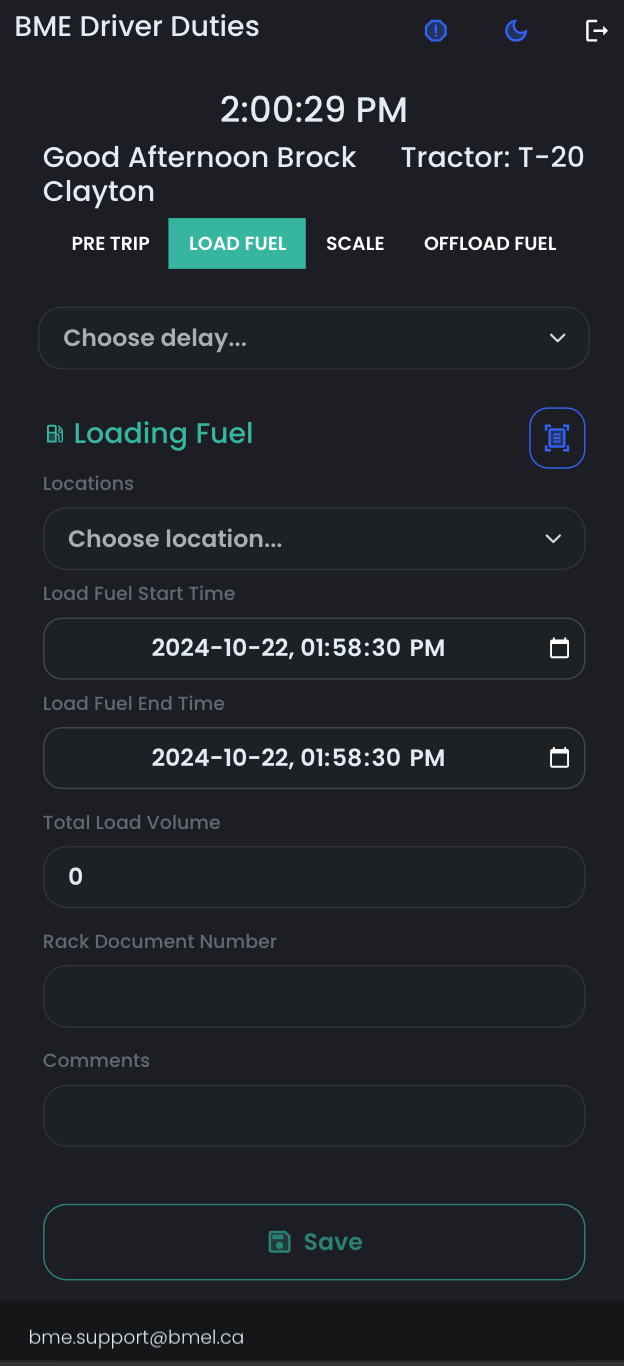 BME Driver Duties
2:00:29 PM
Good Afternoon Brock Clayton
Tractor: T-20
PRE TRIP
LOAD FUEL
SCALE
OFFLOAD FUEL
Choose delay...
Loading Fuel
Locations
Choose location...
Load Fuel Start Time
2024-10-22, 01:58:30 PM
Load Fuel End Time
2024-10-22, 01:58:30 PM
Total Load Volume
0
Rack Document Number
Comments
Save
bme.support@bmel.ca